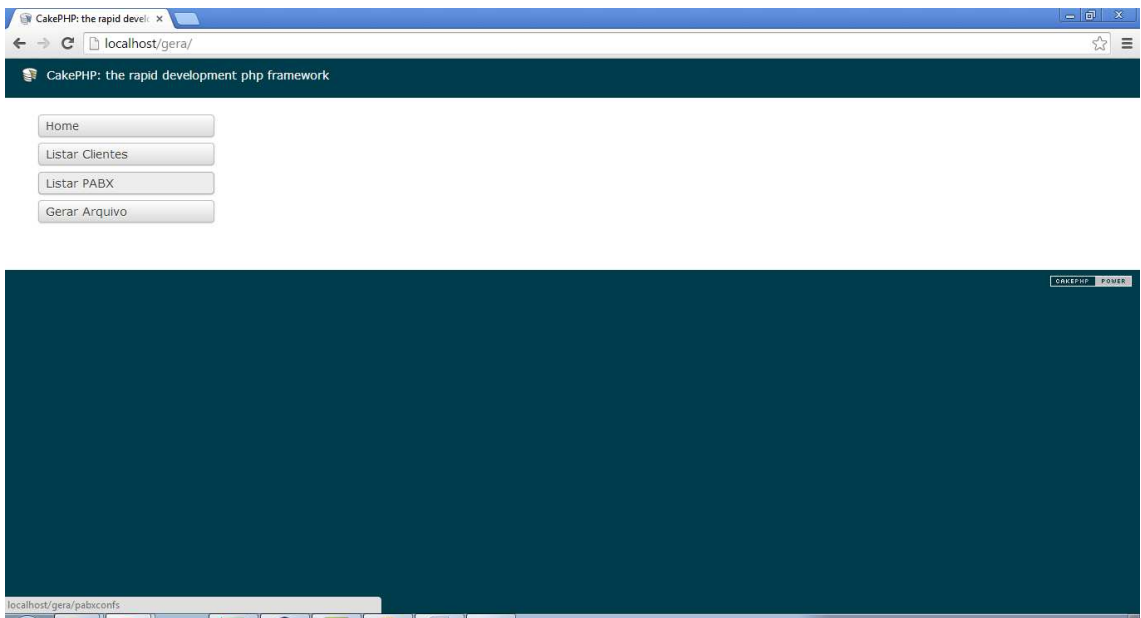 CakePHP: the rapid devel
localhost/gera/
CakePHP: the rapid development php framework
Home
Listar Clientes
Listar PABX
Gerar Arquivo
CAKEPHP POWER
localhost/gera/pabxconfs